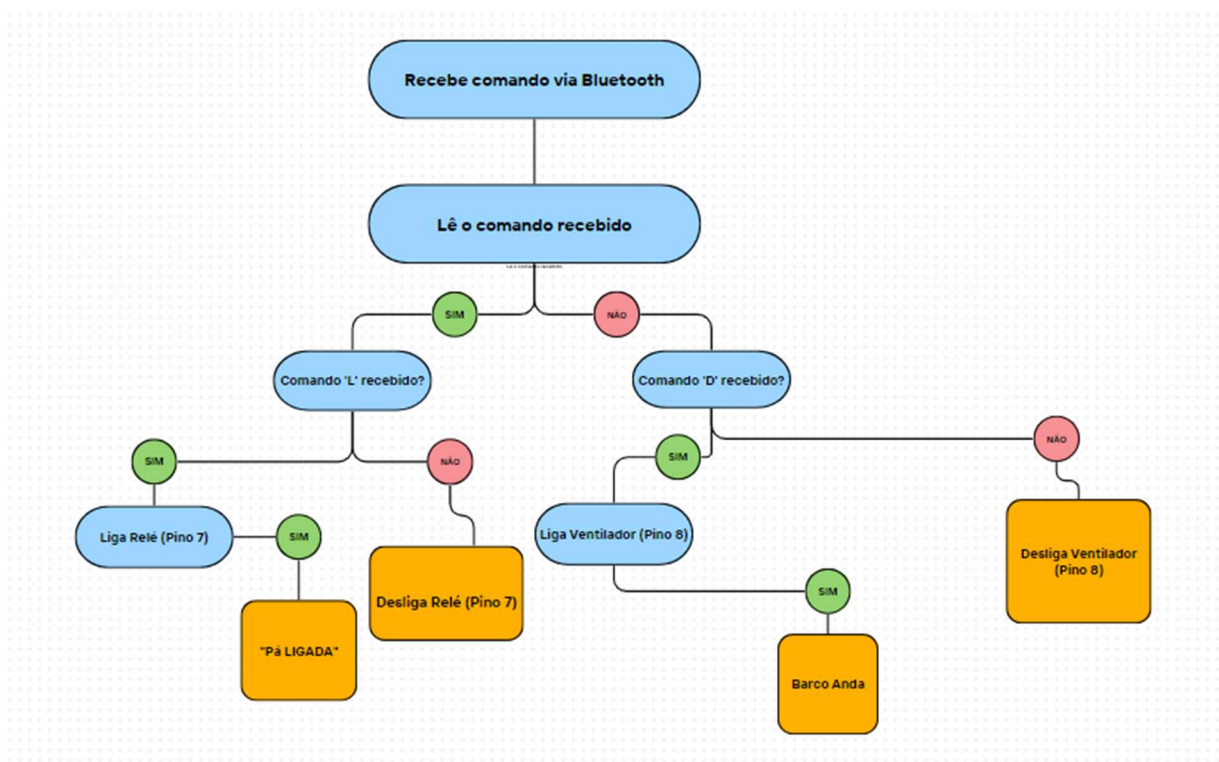 Recebe comando via Bluetooth
Lê o comando recebido
SIM
NÃO
Comando 'L' recebido?
Comando 'D' recebido?
SIM
NÃO
SIM
NÃO
Liga Relé (Pino 7)
SIM
Liga Ventilador (Pino 8)
Desliga Ventilador
(Pino 8)
Desliga Relé (Pino 7)
SIM
"Pá LIGADA"
Barco Anda